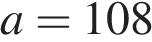 a = 108